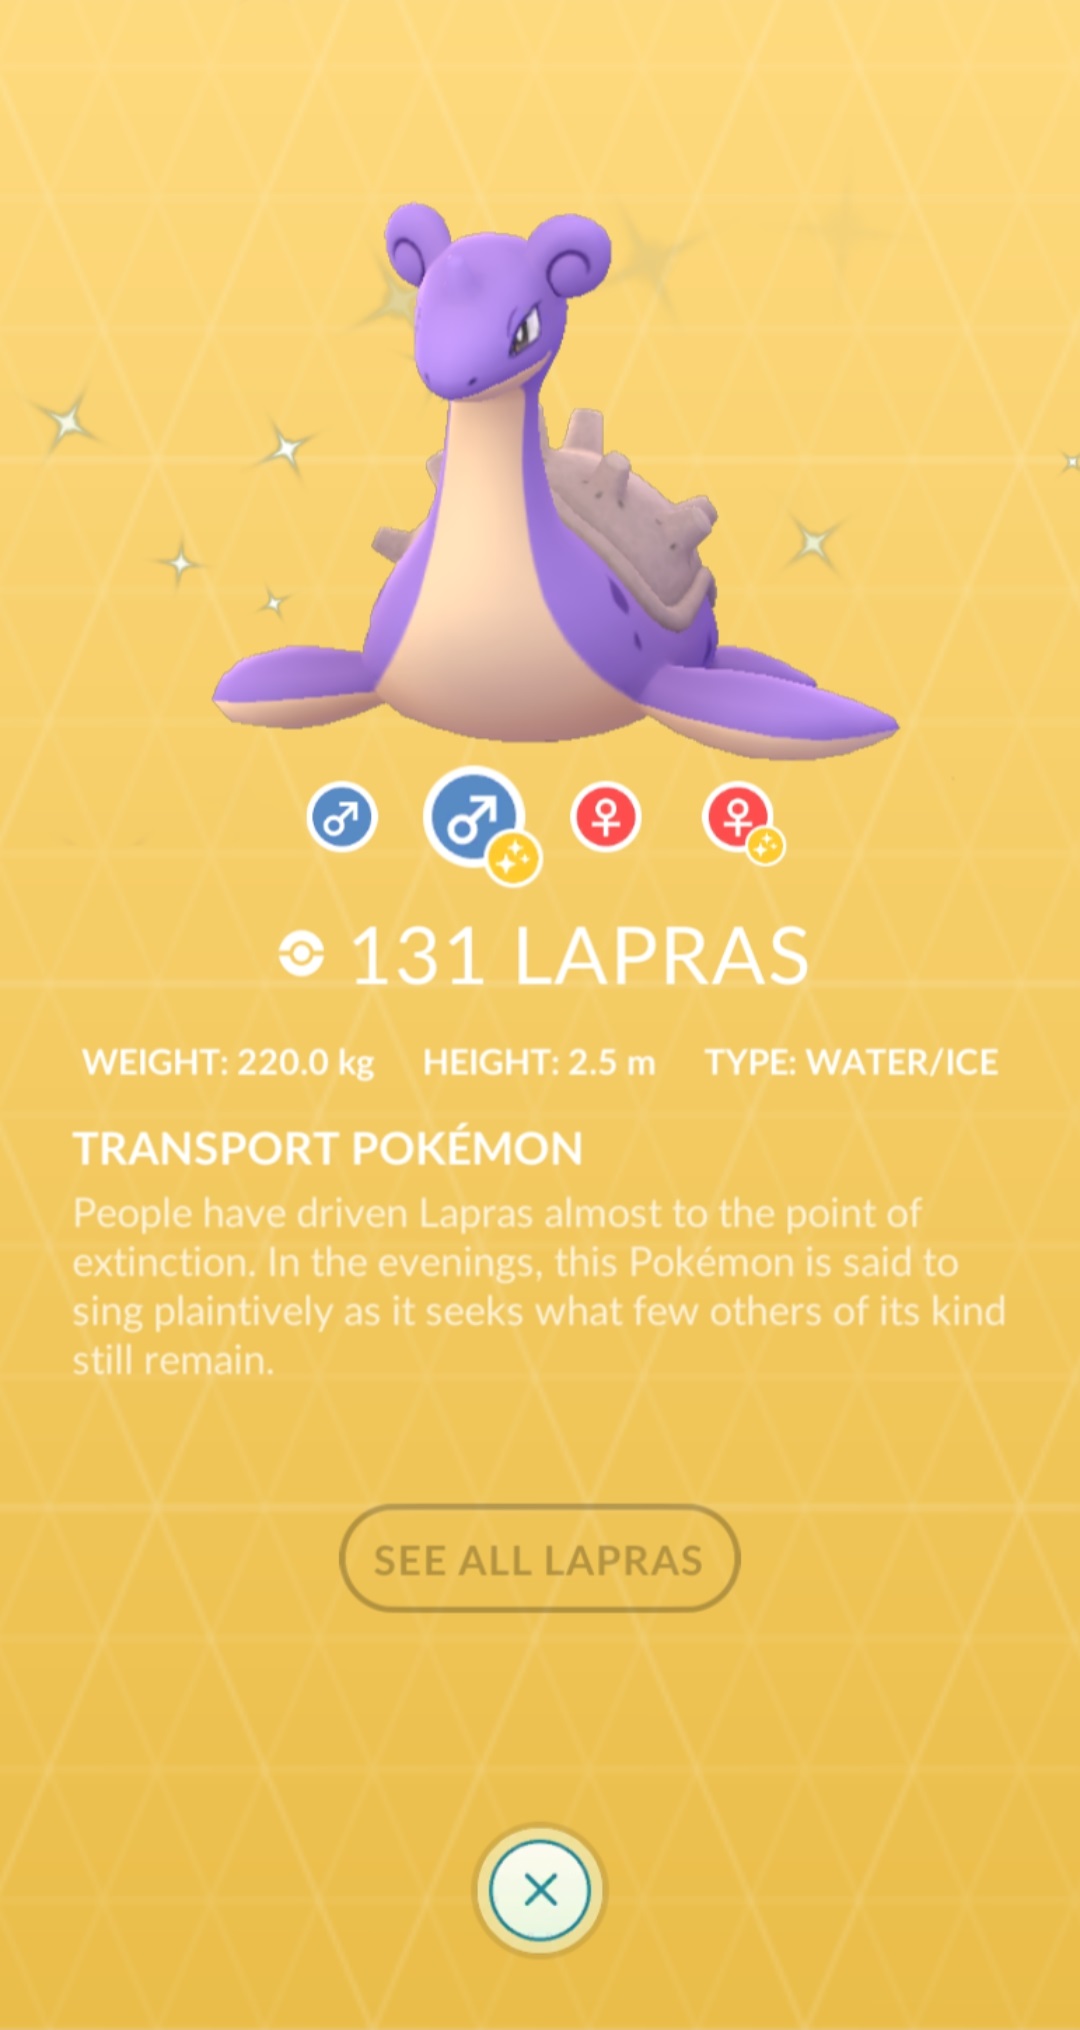 131 LAPRAS
WEIGHT: 220.0 kg HEIGHT: 2.5 m TYPE: WATER/ICE
TRANSPORT POKÉMON
People have driven Lapras almost to the point of
extinction. In the evenings, this Pokémon is said to
sing plaintively as it seeks what few others of its kind
still remain.
SEE ALL LAPRAS